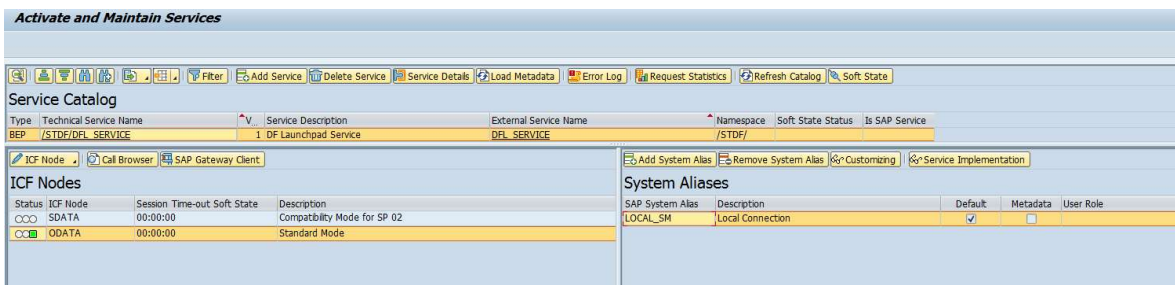 Activate and Maintain Services
Filter Add Service Delete Service Service Details Load Metadata Error Log Request Statistics Refresh Catalog Soft State
Service Catalog
Type Technical Service Name V... Service Description External Service Name Namespace Soft State Status Is SAP Service
BEP /STDF/DFL_SERVICE 1 DF Launchpad Service DFL_SERVICE /STDF/
ICF Node Call Browser SAP Gateway Client
ICF Nodes
Status ICF Node Session Time-out Soft State Description
SDATA 00:00:00 Compatibility Mode for SP 02
ODATA 00:00:00 Standard Mode
Add System Alias Remove System Alias Customizing Service Implementation
System Aliases
SAP System Alias Description Default Metadata User Role
LOCAL_SM Local Connection